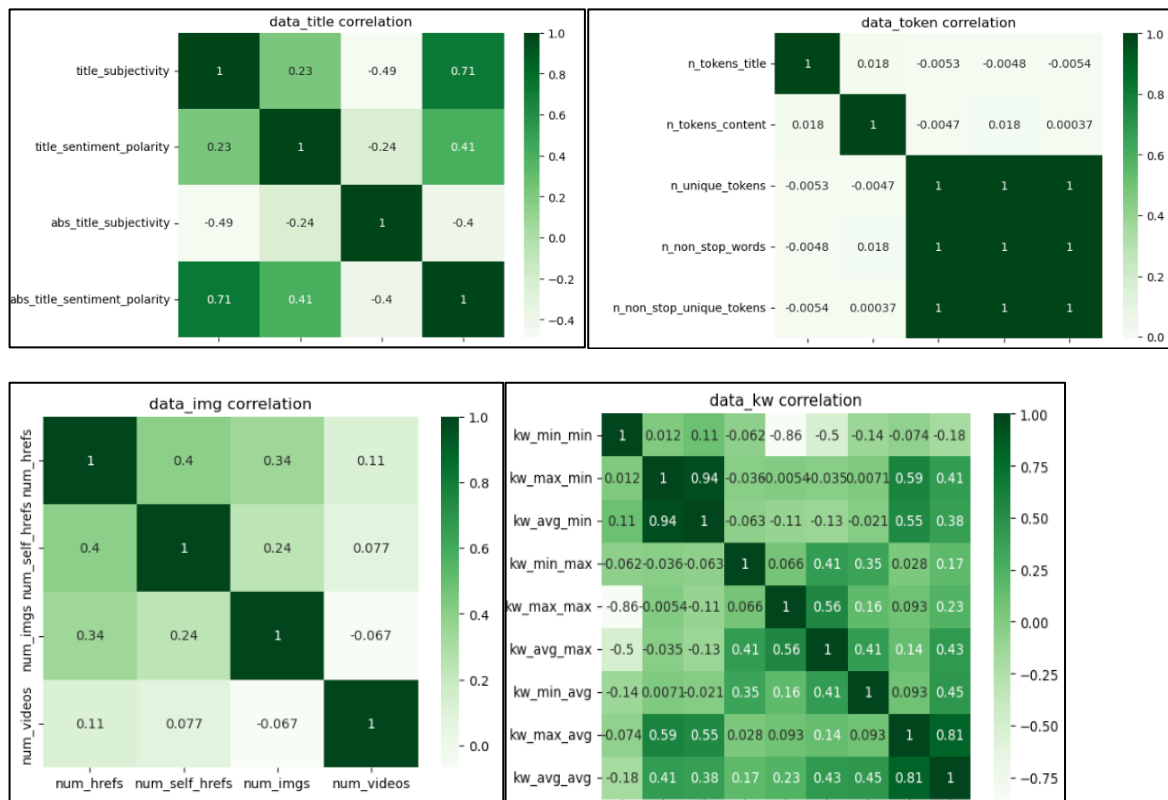 data_title correlation
title_subjectivity 1 0.23 -0.49 0.71
title_sentiment_polarity 0.23 1 -0.24 0.41
abs_title_subjectivity -0.49 -0.24 1 -0.4
abs_title_sentiment_polarity 0.71 0.41 -0.4 1
1.0
0.8
0.6
0.4
0.2
0.0
−0.2
−0.4
data_token correlation
n_tokens_title 1 0.018 -0.0053 -0.0048 -0.0054
n_tokens_content 0.018 1 -0.0047 0.018 0.00037
n_unique_tokens -0.0053 -0.0047 1 1 1
n_non_stop_words -0.0048 0.018 1 1 1
n_non_stop_unique_tokens -0.0054 0.00037 1 1 1
1.0
0.8
0.6
0.4
0.2
0.0
data_img correlation
num_hrefs 1 0.4 0.34 0.11
num_self_hrefs 0.4 1 0.24 0.077
num_imgs 0.34 0.24 1 -0.067
num_videos 0.11 0.077 -0.067 1
num_hrefs num_self_hrefs num_imgs num_videos
1.0
0.8
0.6
0.4
0.2
0.0
data_kw correlation
kw_min_min 1 0.012 0.11 -0.062 -0.86 -0.5 -0.14 -0.074 -0.18
kw_max_min 0.012 1 0.94 -0.036 -0.0054 -0.035 0.0071 0.59 0.41
kw_avg_min 0.11 0.94 1 -0.063 -0.11 -0.13 -0.021 0.55 0.38
kw_min_max -0.062 -0.036 -0.063 1 0.066 0.41 0.35 0.028 0.17
kw_max_max -0.86 -0.0054 -0.11 0.066 1 0.56 0.16 0.093 0.23
kw_avg_max -0.5 -0.035 -0.13 0.41 0.56 1 0.41 0.14 0.43
kw_min_avg -0.14 0.0071 -0.021 0.35 0.16 0.41 1 0.093 0.45
kw_max_avg -0.074 0.59 0.55 0.028 0.093 0.14 0.093 1 0.81
kw_avg_avg -0.18 0.41 0.38 0.17 0.23 0.43 0.45 0.81 1
1.00
0.75
0.50
0.25
0.00
−0.25
−0.50
−0.75